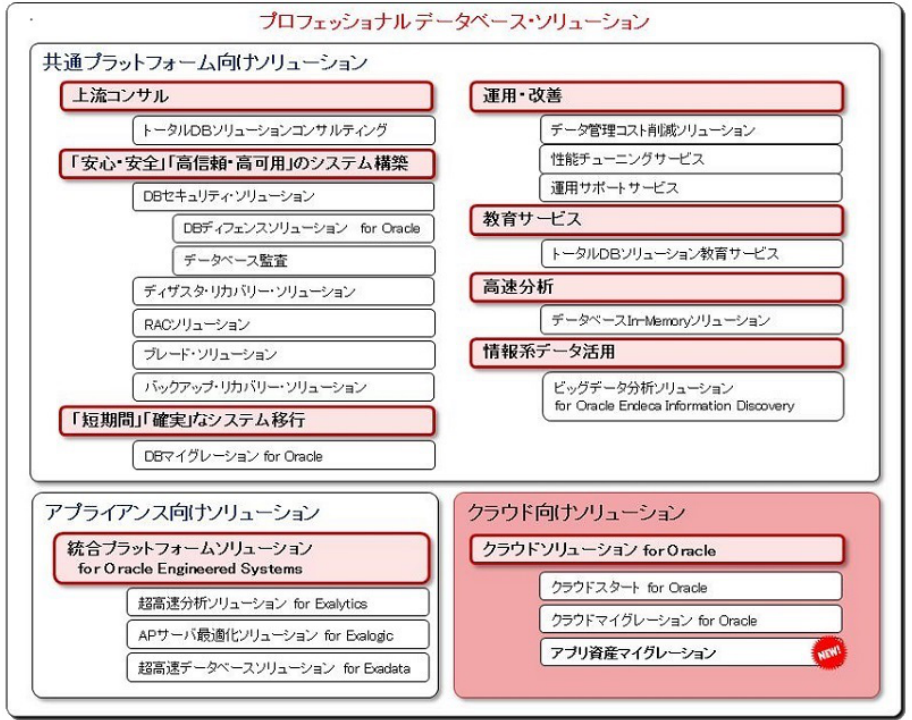 プロフェッショナル データベース・ソリューション
共通プラットフォーム向けソリューション
上流コンサル
トータルDBソリューションコンサルティング
「安心・安全」「高信頼・高可用」のシステム構築
DBセキュリティ・ソリューション
DBディフェンスソリューション for Oracle
データベース監査
ディザスタ・リカバリー・ソリューション
RACソリューション
ブレード・ソリューション
バックアップ・リカバリー・ソリューション
「短期間」「確実」なシステム移行
DBマイグレーション for Oracle
運用・改善
データ管理コスト削減ソリューション
性能チューニングサービス
運用サポートサービス
教育サービス
トータルDBソリューション教育サービス
高速分析
データベースIn-Memoryソリューション
情報系データ活用
ビッグデータ分析ソリューション
for Oracle Endeca Information Discovery
アプライアンス向けソリューション
統合プラットフォームソリューション
for Oracle Engineered Systems
超高速分析ソリューション for Exalytics
APサーバ最適化ソリューション for Exalogic
超高速データベースソリューション for Exadata
クラウド向けソリューション
クラウドソリューション for Oracle
クラウドスタート for Oracle
クラウドマイグレーション for Oracle
アプリ資産マイグレーション
NEW!